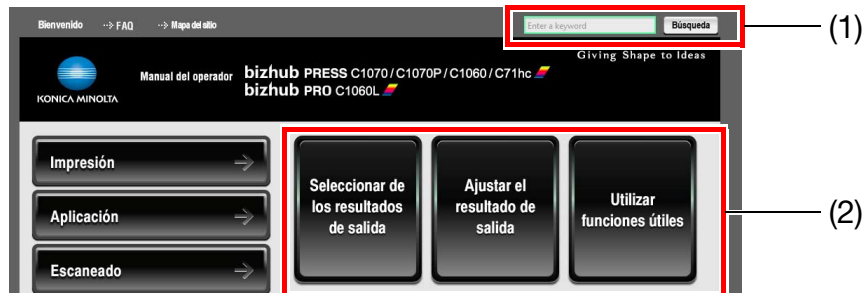 Bienvenido --> FAQ --> Mapa del sitio
Enter a keyword Búsqueda
(1)
Giving Shape to Ideas
KONICA MINOLTA
Manual del operador
bizhub PRESS C1070/C1070P/C1060/C71hc
bizhub PRO C1060L
Impresión
Aplicación
Escaneado
Seleccionar de
los resultados
de salida
Ajustar el
resultado de
salida
Utilizar
funciones útiles
(2)